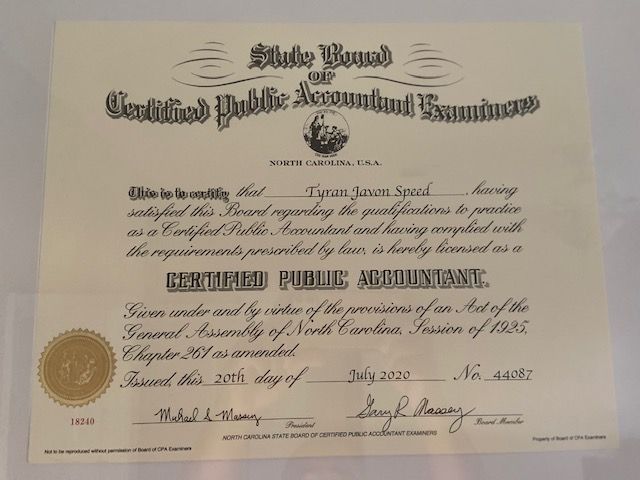 State Board
OF
Certified Public Accountant Examiners
NORTH CAROLINA, U.S.A.
This is to certify that Tyran Javon Speed, having
satisfied this Board regarding the qualifications to practice
as a Certified Public Accountant and having complied with
the requirements prescribed by law, is hereby licensed as a
CERTIFIED PUBLIC ACCOUNTANT.
Given under and by virtue of the provisions of an Act of the
General Assembly of North Carolina, Session of 1925,
Chapter 261 as amended.
Issued, this 20th day of July 2020 No. 44087
18240
Michael S. Massey Gary R Massey
President Board Member
NORTH CAROLINA STATE BOARD OF CERTIFIED PUBLIC ACCOUNTANT EXAMINERS
Not to be reproduced without permission of Board of CPA Examiners Property of Board of CPA Examiners